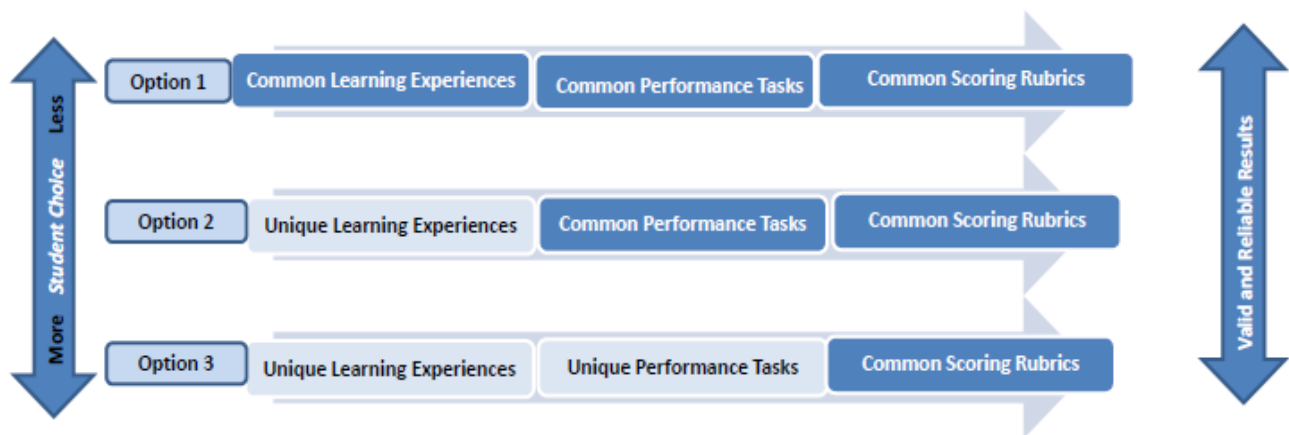 Option 1
Common Learning Experiences
Common Performance Tasks
Common Scoring Rubrics
Option 2
Unique Learning Experiences
Common Performance Tasks
Common Scoring Rubrics
Option 3
Unique Learning Experiences
Unique Performance Tasks
Common Scoring Rubrics
More Student Choice Less
Valid and Reliable Results